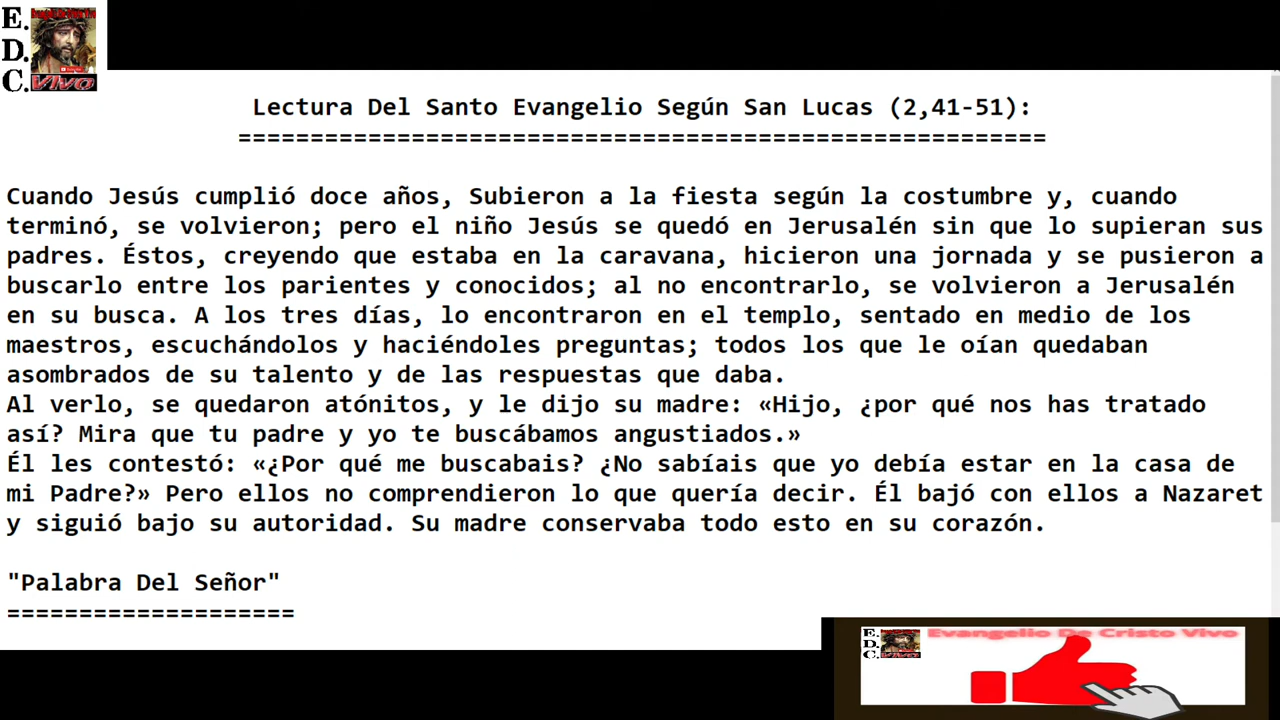 E.
D.
C.
Vivo
Lectura Del Santo Evangelio Según San Lucas (2,41-51):
========================================================
Cuando Jesús cumplió doce años, Subieron a la fiesta según la costumbre y, cuando
terminó, se volvieron; pero el niño Jesús se quedó en Jerusalén sin que lo supieran sus
padres. Éstos, creyendo que estaba en la caravana, hicieron una jornada y se pusieron a
buscarlo entre los parientes y conocidos; al no encontrarlo, se volvieron a Jerusalén
en su busca. A los tres días, lo encontraron en el templo, sentado en medio de los
maestros, escuchándolos y haciéndoles preguntas; todos los que le oían quedaban
asombrados de su talento y de las respuestas que daba.
Al verlo, se quedaron atónitos, y le dijo su madre: «Hijo, ¿por qué nos has tratado
así? Mira que tu padre y yo te buscábamos angustiados.»
Él les contestó: «¿Por qué me buscabais? ¿No sabíais que yo debía estar en la casa de
mi Padre?» Pero ellos no comprendieron lo que quería decir. Él bajó con ellos a Nazaret
y siguió bajo su autoridad. Su madre conservaba todo esto en su corazón.
"Palabra Del Señor"
====================
E.
D.
C.
Evangelio De Cristo Vivo